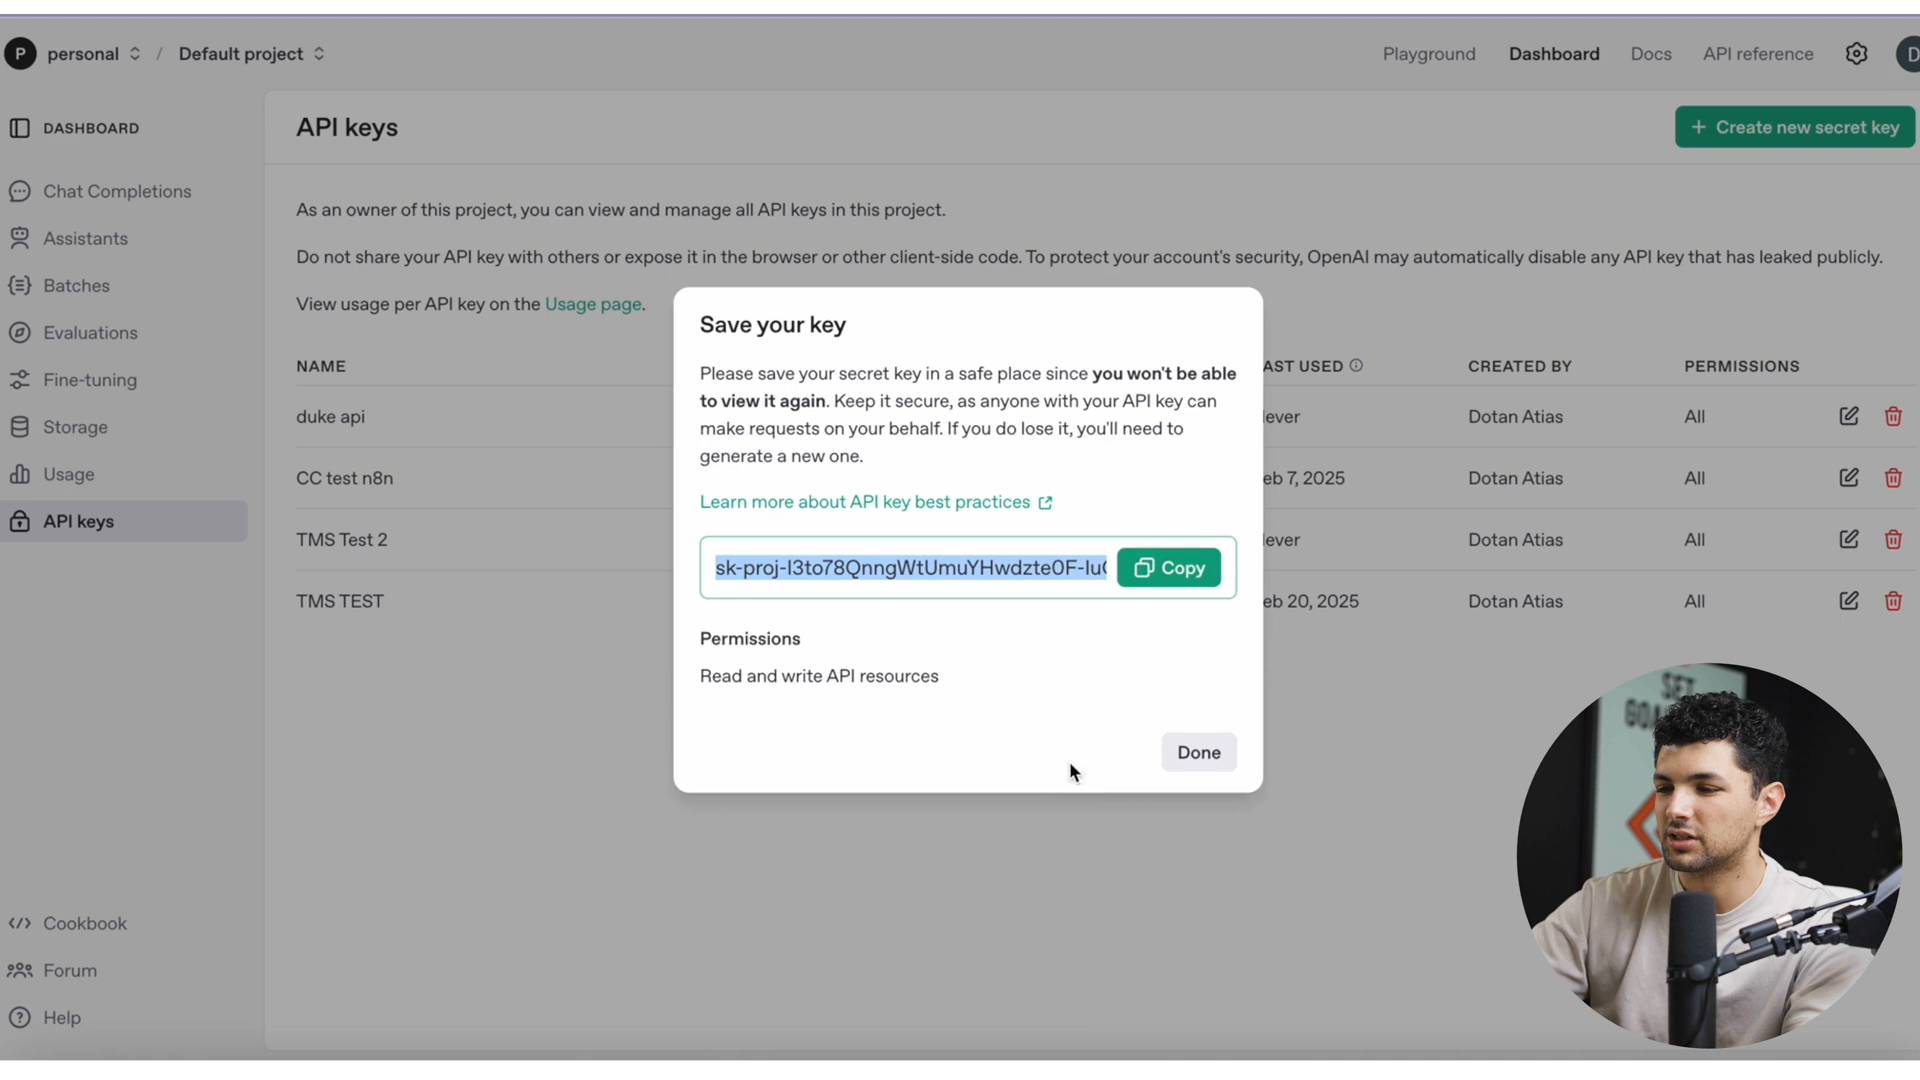 P personal / Default project
Playground Dashboard Docs API reference D
DASHBOARD
Chat Completions
Assistants
Batches
Evaluations
Fine-tuning
Storage
Usage
API keys
Cookbook
Forum
Help
API keys
+ Create new secret key
As an owner of this project, you can view and manage all API keys in this project.
Do not share your API key with others or expose it in the browser or other client-side code. To protect your account's security, OpenAI may automatically disable any API key that has leaked publicly.
View usage per API key on the Usage page.
NAME AST USED CREATED BY PERMISSIONS
duke api lever Dotan Atias All
CC test n8n eb 7, 2025 Dotan Atias All
TMS Test 2 lever Dotan Atias All
TMS TEST eb 20, 2025 Dotan Atias All
Save your key
Please save your secret key in a safe place since you won't be able
to view it again. Keep it secure, as anyone with your API key can
make requests on your behalf. If you do lose it, you'll need to
generate a new one.
Learn more about API key best practices
sk-proj-I3to78QnngWtUmuYHwdzte0F-Iu
Copy
Permissions
Read and write API resources
Done
SET